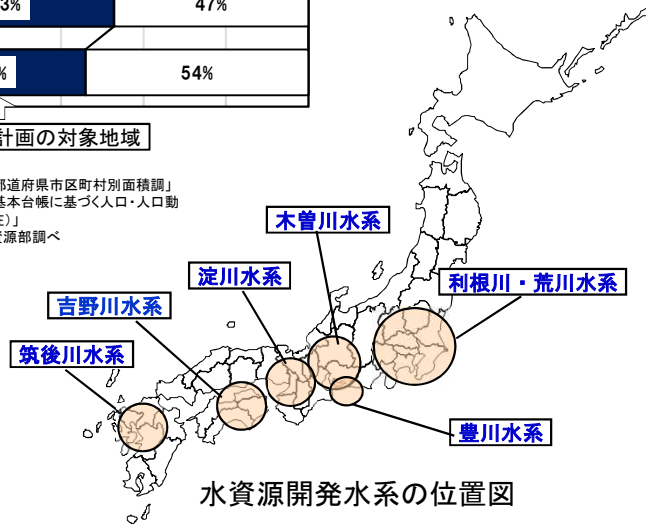 3%
47%
%
54%
計画の対象地域
都道府県市区町村別面積調」
基本台帳に基づく人口・人口動
在)」
資源部調べ
木曽川水系
淀川水系
利根川・荒川水系
吉野川水系
筑後川水系
豊川水系
水資源開発水系の位置図